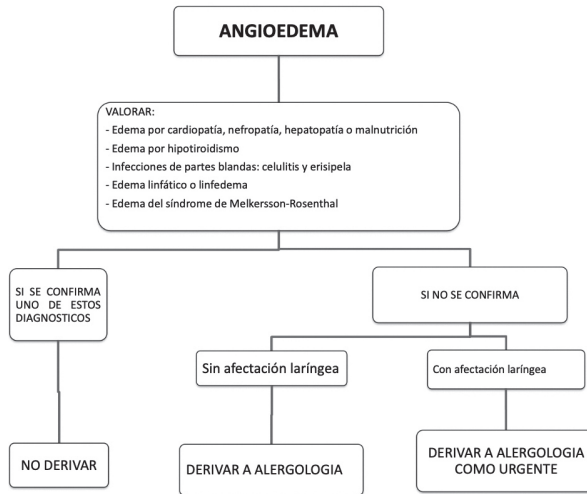 ANGIOEDEMA
VALORAR:
- Edema por cardiopatía, nefropatía, hepatopatía o malnutrición
- Edema por hipotiroidismo
- Infecciones de partes blandas: celulitis y erisipela
- Edema linfático o linfedema
- Edema del síndrome de Melkersson-Rosenthal
SI SE CONFIRMA
UNO DE ESTOS
DIAGNOSTICOS
SI NO SE CONFIRMA
Sin afectación laríngea
Con afectación laríngea
NO DERIVAR
DERIVAR A ALERGOLOGIA
DERIVAR A ALERGOLOGIA
COMO URGENTE